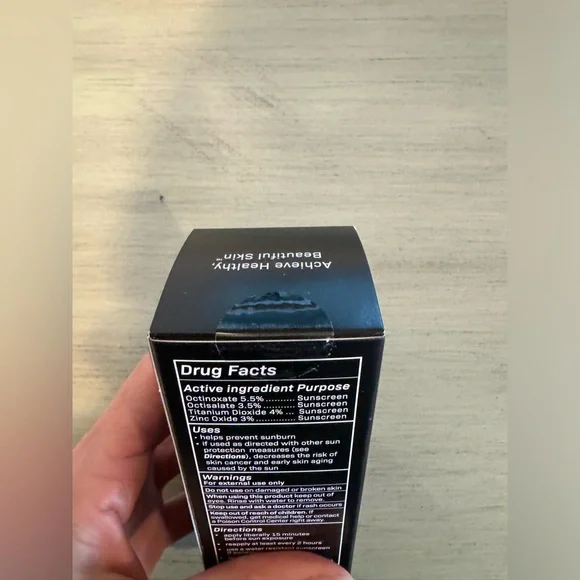 Achieve Healthy,
Beautiful Skin™
Drug Facts
Active ingredient Purpose
Octinoxate 5.5% .......... Sunscreen
Octisalate 3.5% ........... Sunscreen
Titanium Dioxide 4% ... Sunscreen
Zinc Oxide 3% ............. Sunscreen
Uses
• helps prevent sunburn
• if used as directed with other sun
protection measures (see
Directions), decreases the risk of
skin cancer and early skin aging
caused by the sun
Warnings
For external use only
Do not use on damaged or broken skin
When using this product keep out of
eyes. Rinse with water to remove.
Stop use and ask a doctor if rash occurs
Keep out of reach of children. If
swallowed, get medical help or contact
a Poison Control Center right away.
Directions
• apply liberally 15 minutes
before sun exposure
• reapply at least every 2 hours
• use a water resistant sunscreen